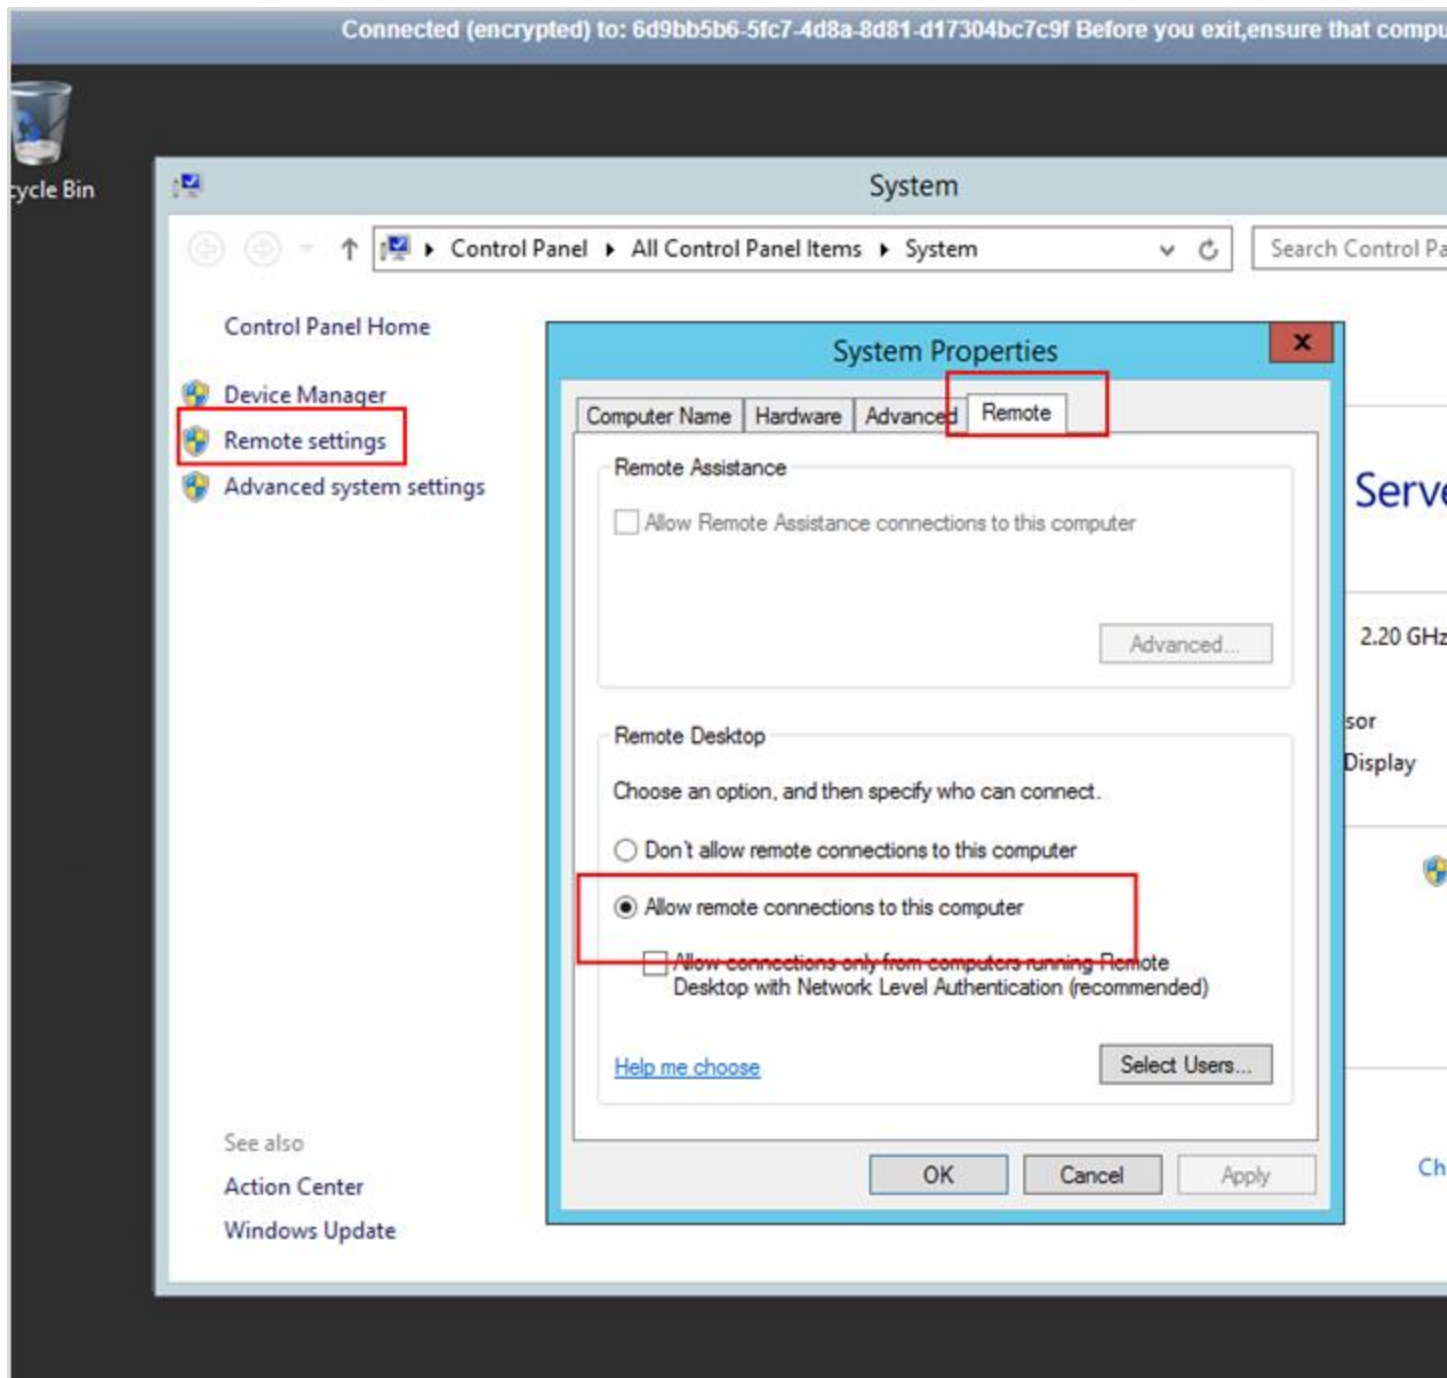 Connected (encrypted) to: 6d9bb5b6-5fc7-4d8a-8d81-d17304bc7c9f Before you exit,ensure that compu
cycle Bin
System
Control Panel All Control Panel Items System
Search Control Pa
Control Panel Home
Device Manager
Remote settings
Advanced system settings
System Properties
x
Computer Name Hardware Advanced Remote
Remote Assistance
Allow Remote Assistance connections to this computer
Advanced...
Remote Desktop
Choose an option, and then specify who can connect.
Don't allow remote connections to this computer
Allow remote connections to this computer
Allow connections only from computers running Remote
Desktop with Network Level Authentication (recommended)
Help me choose
Select Users...
OK Cancel Apply
Serve
2.20 GHz
sor
Display
Ch
See also
Action Center
Windows Update